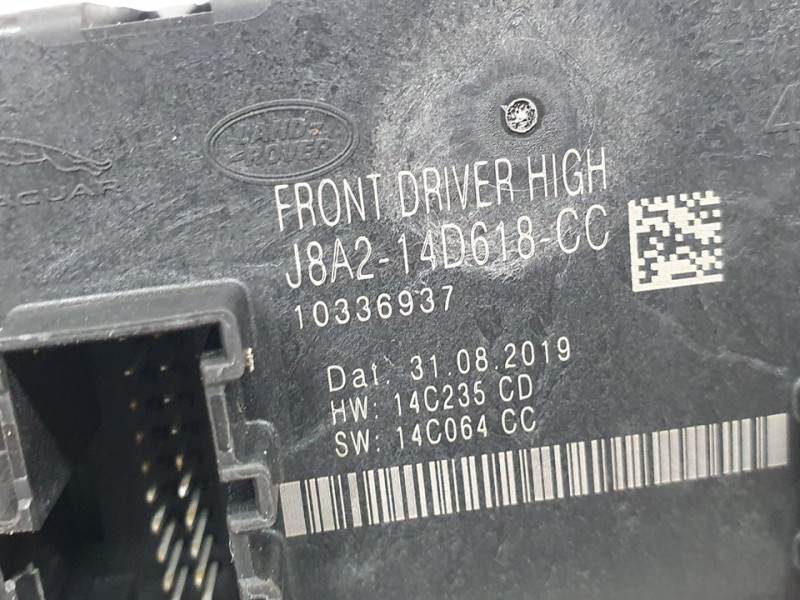 LAND-
ROVER
JAGUAR
FRONT DRIVER HIGH
J8A2-14D618-CC
10336937
Dat: 31.08.2019
HW: 14C235 CD
SW: 14C064 CC